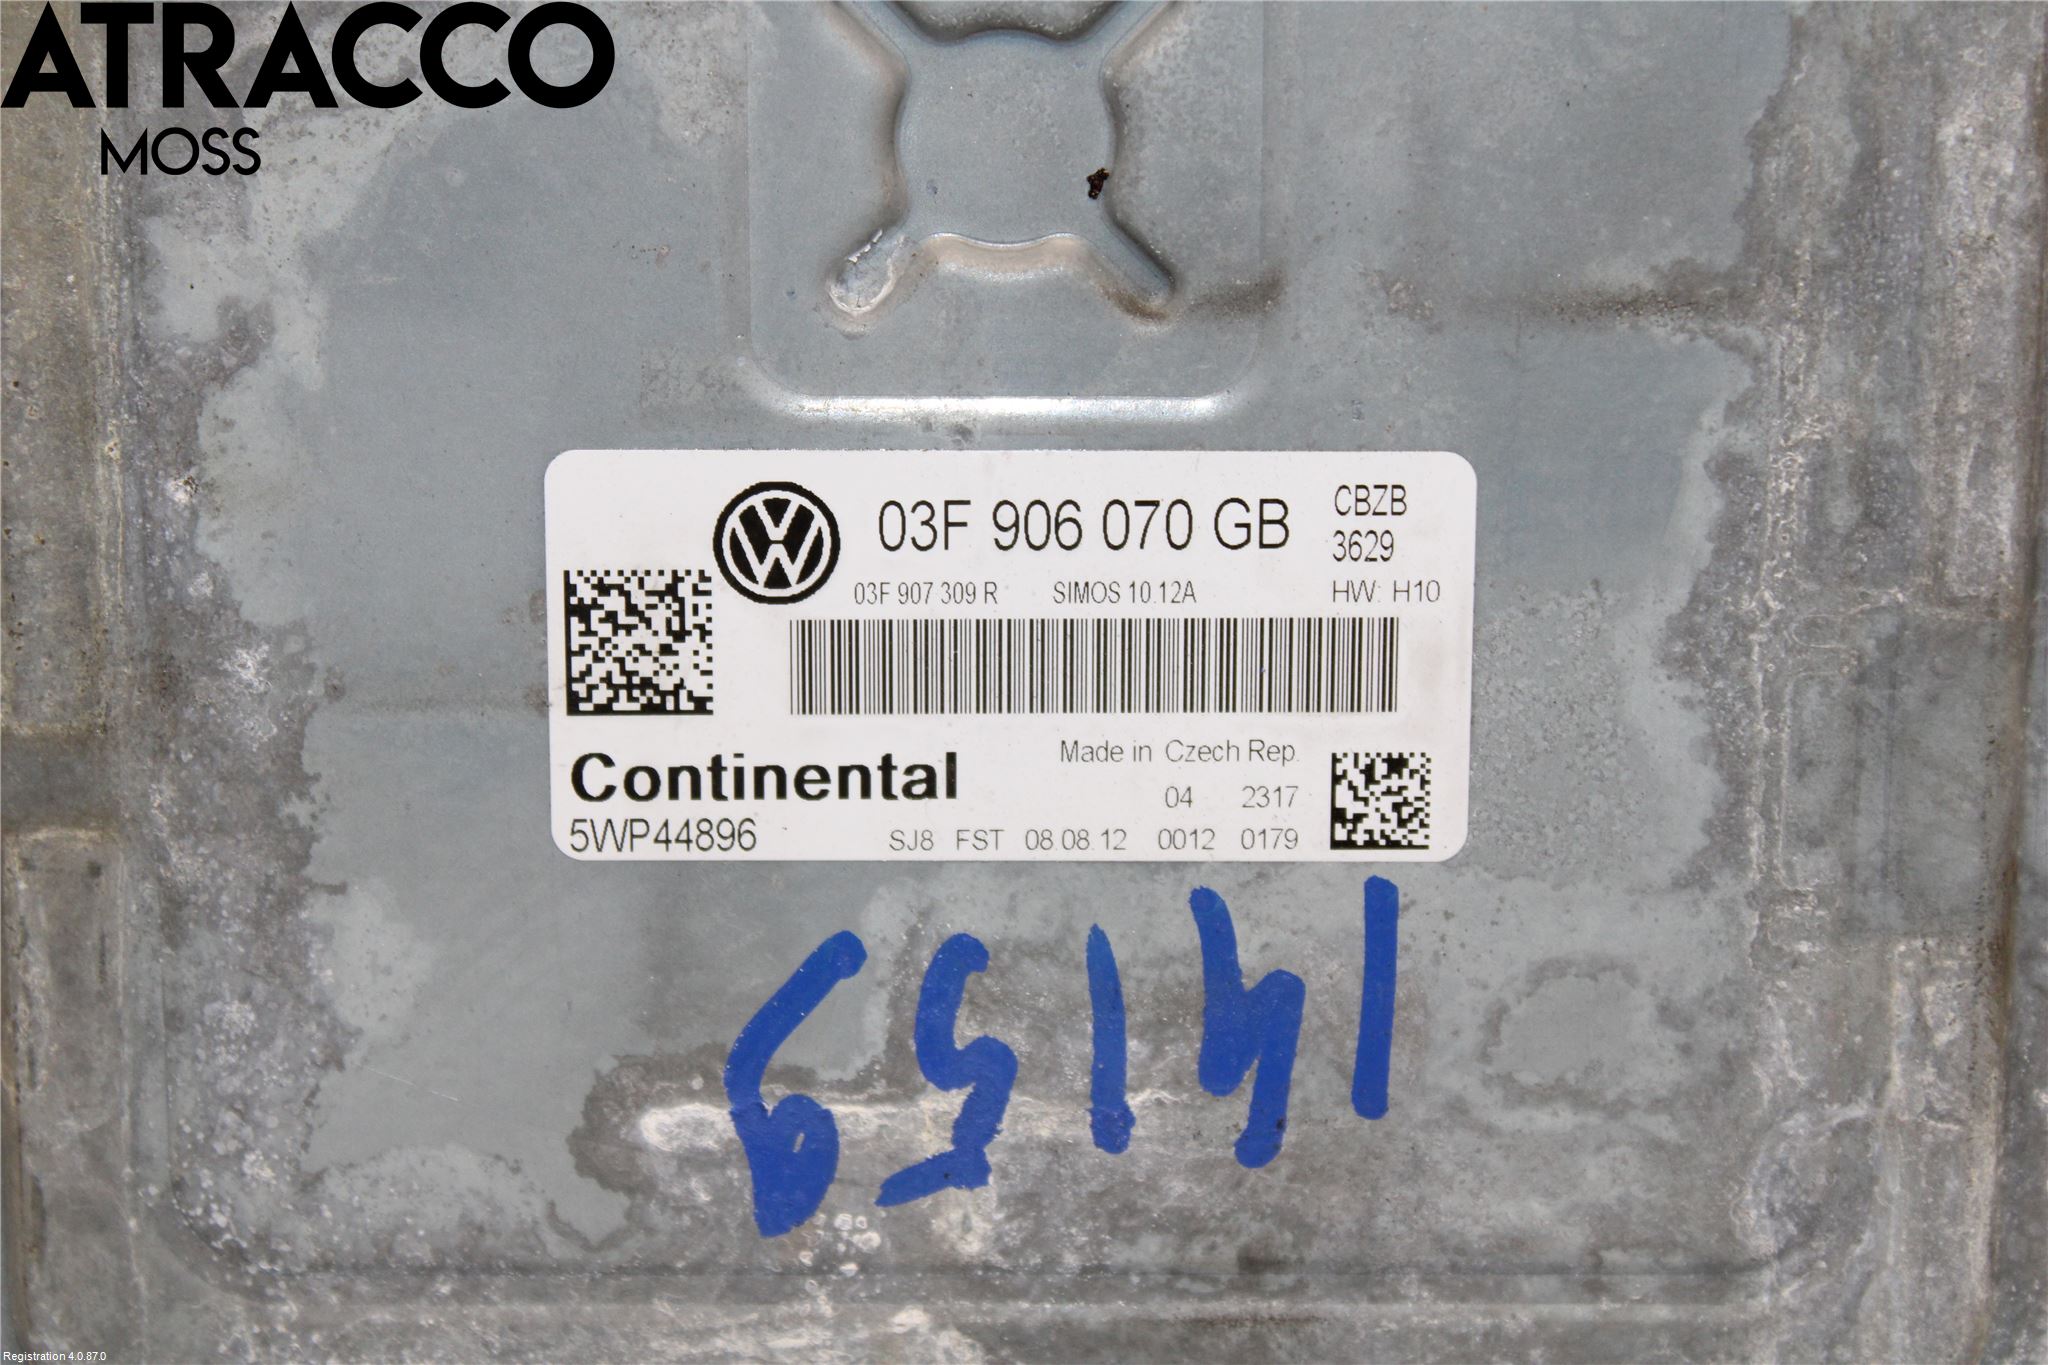 ATRACCO
MOSS
03F 906 070 GB
CBZB
3629
03F 907 309 R SIMOS 10.12A HW: H10
Continental
Made in Czech Rep.
04 2317
5WP44896
SJ8 FST 08.08.12 0012 0179
14159
Registration 4.0.87.0